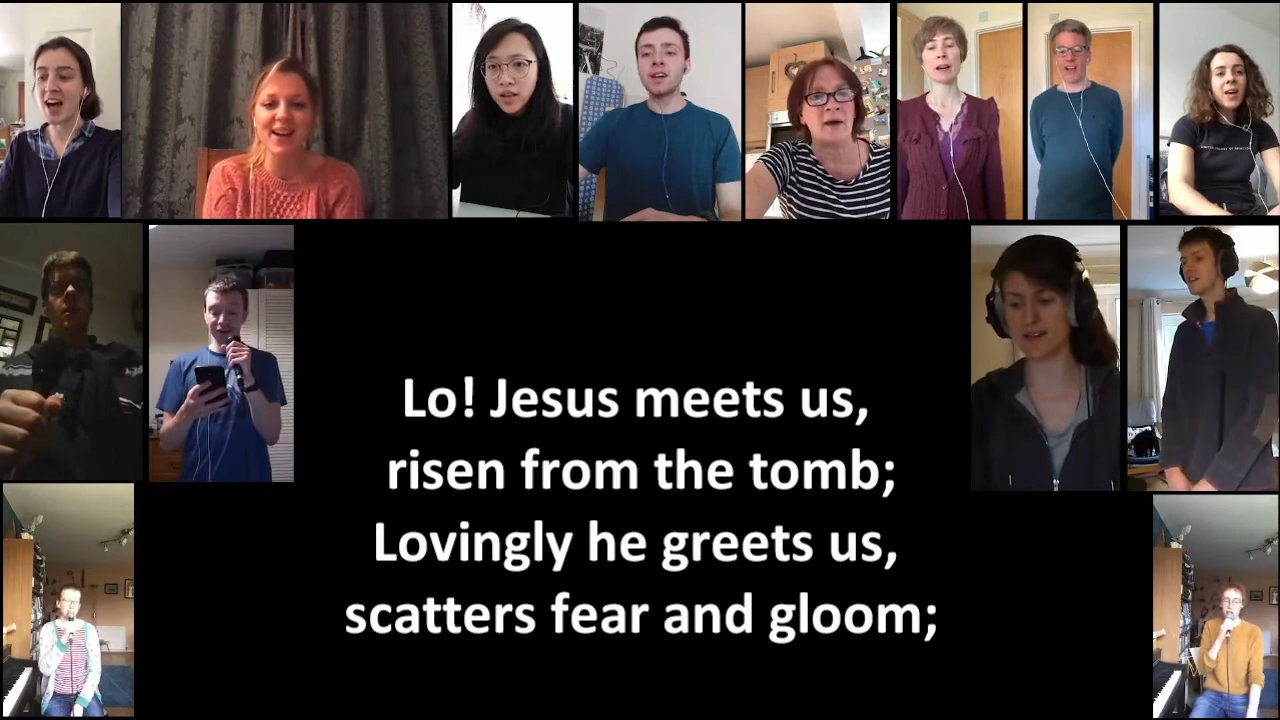 Lo! Jesus meets us,
risen from the tomb;
Lovingly he greets us,
scatters fear and gloom;